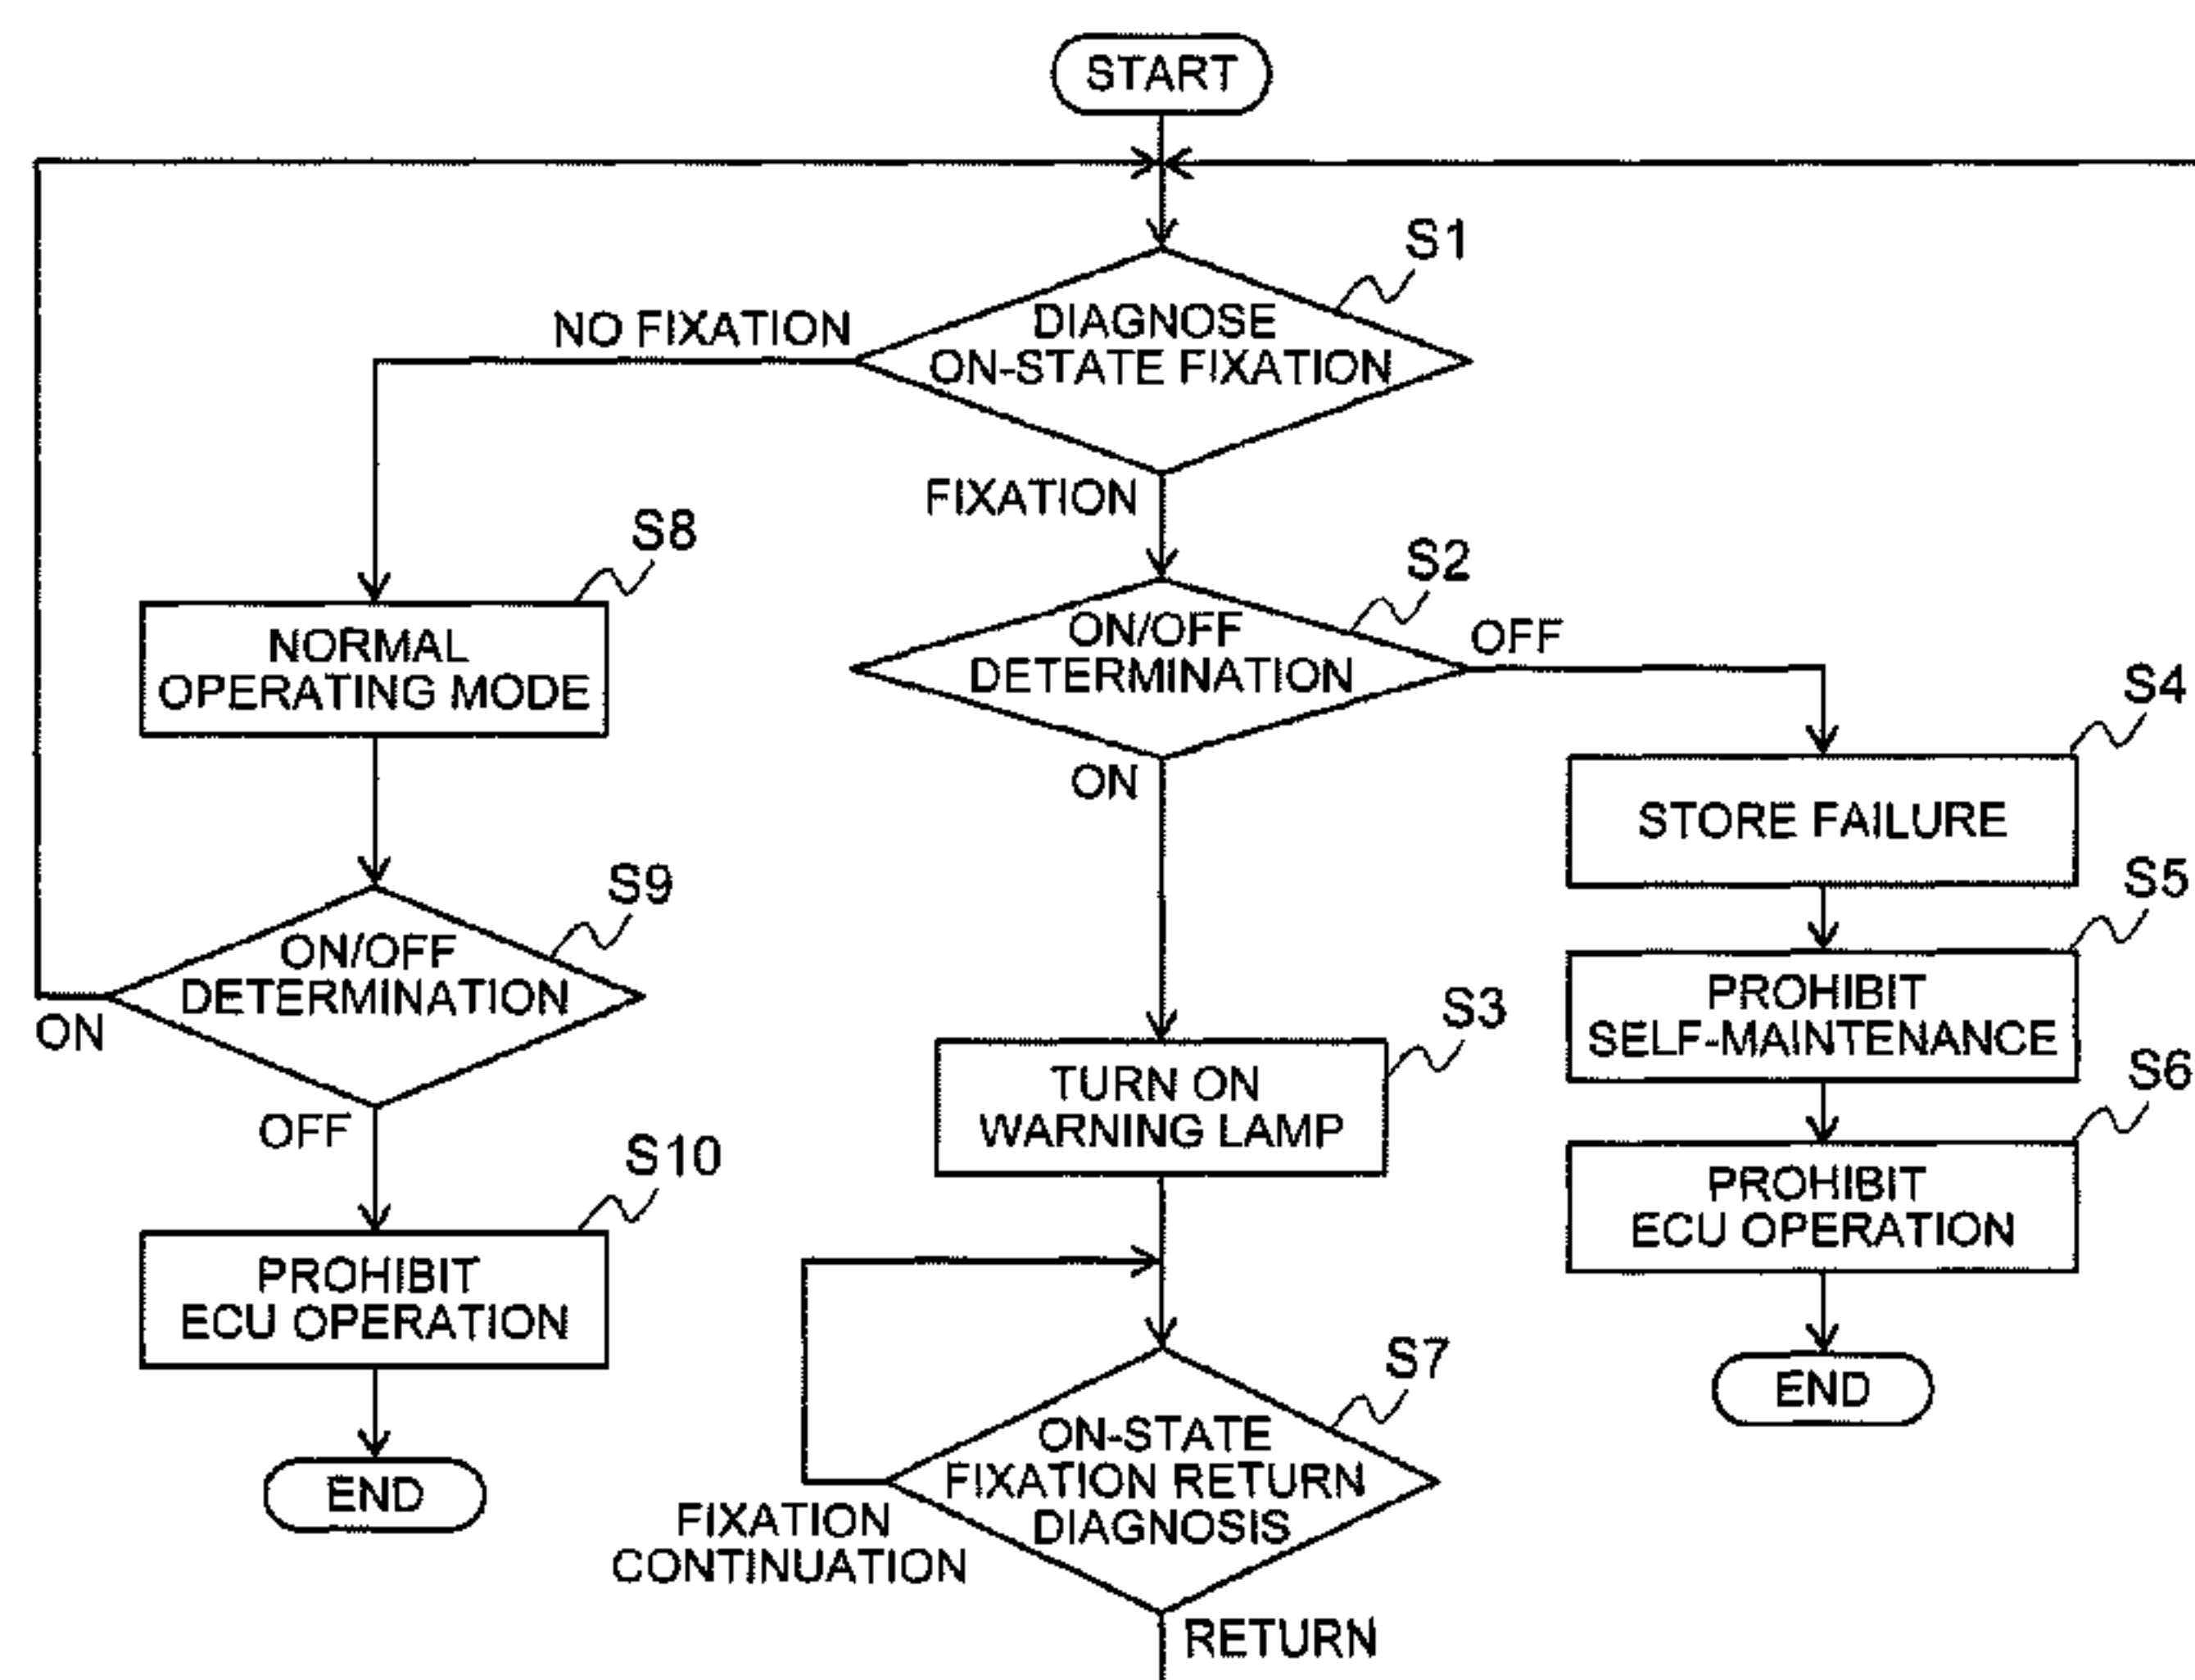 START
S1
DIAGNOSE
ON-STATE FIXATION
NO FIXATION
FIXATION
S8
NORMAL
OPERATING MODE
S2
ON/OFF
DETERMINATION
OFF
ON
S4
STORE FAILURE
S9
ON/OFF
DETERMINATION
ON
OFF
S5
PROHIBIT
SELF-MAINTENANCE
S3
TURN ON
WARNING LAMP
S6
PROHIBIT
ECU OPERATION
S10
PROHIBIT
ECU OPERATION
END
S7
ON-STATE
FIXATION RETURN
DIAGNOSIS
FIXATION
CONTINUATION
RETURN
END